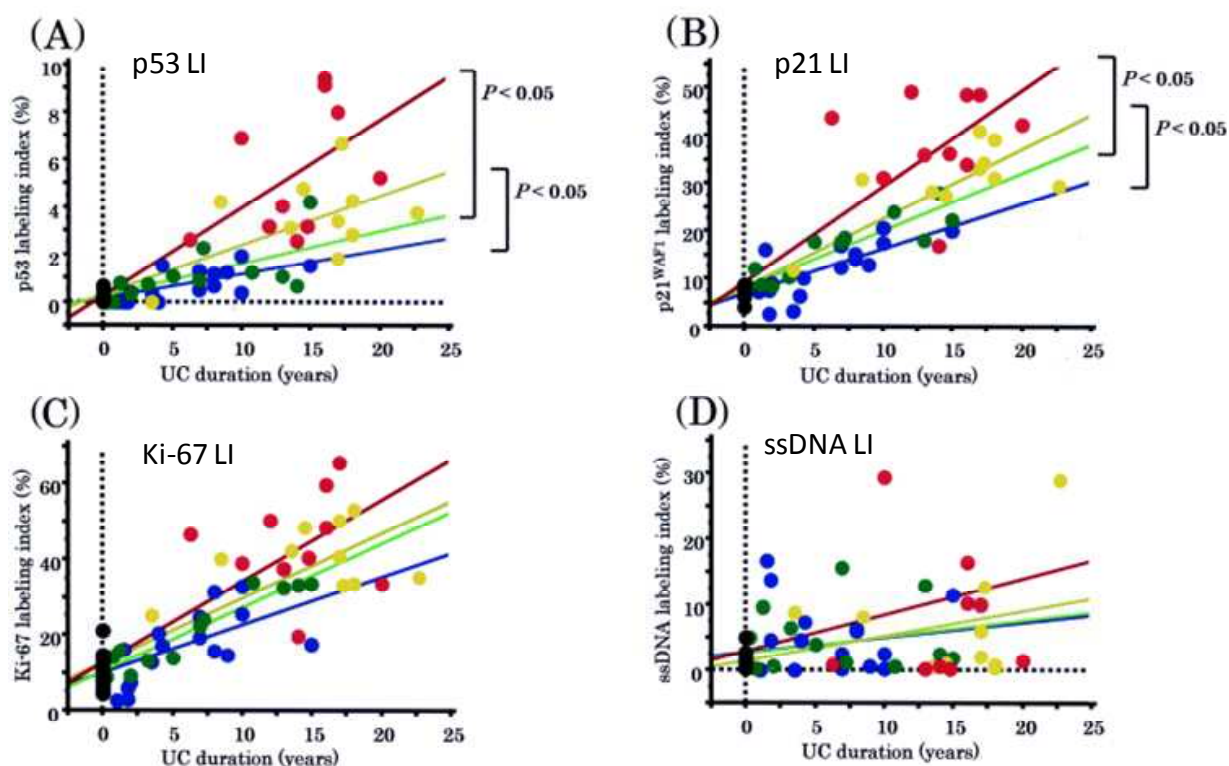 (A)
p53 LI
p53 labeling index (%)
10
8
6
4
2
0
0 5 10 15 20 25
UC duration (years)
P < 0.05
P < 0.05
(B)
p21 LI
p21WAF1 labeling index (%)
50
40
30
20
10
0
0 5 10 15 20 25
UC duration (years)
P < 0.05
P < 0.05
(C)
Ki-67 LI
Ki-67 labeling index (%)
60
40
20
0
0 5 10 15 20 25
UC duration (years)
(D)
ssDNA LI
ssDNA labeling index (%)
30
20
10
0
0 5 10 15 20 25
UC duration (years)